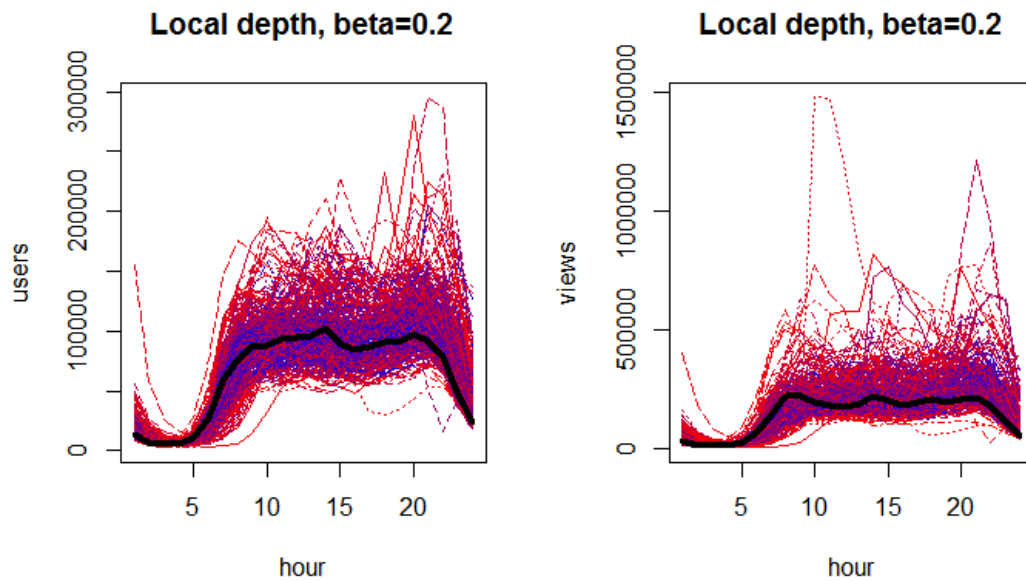 Local depth, beta=0.2
users
0 100000 200000 300000
5 10 15 20
hour
Local depth, beta=0.2
views
0 500000 1000000 1500000
5 10 15 20
hour